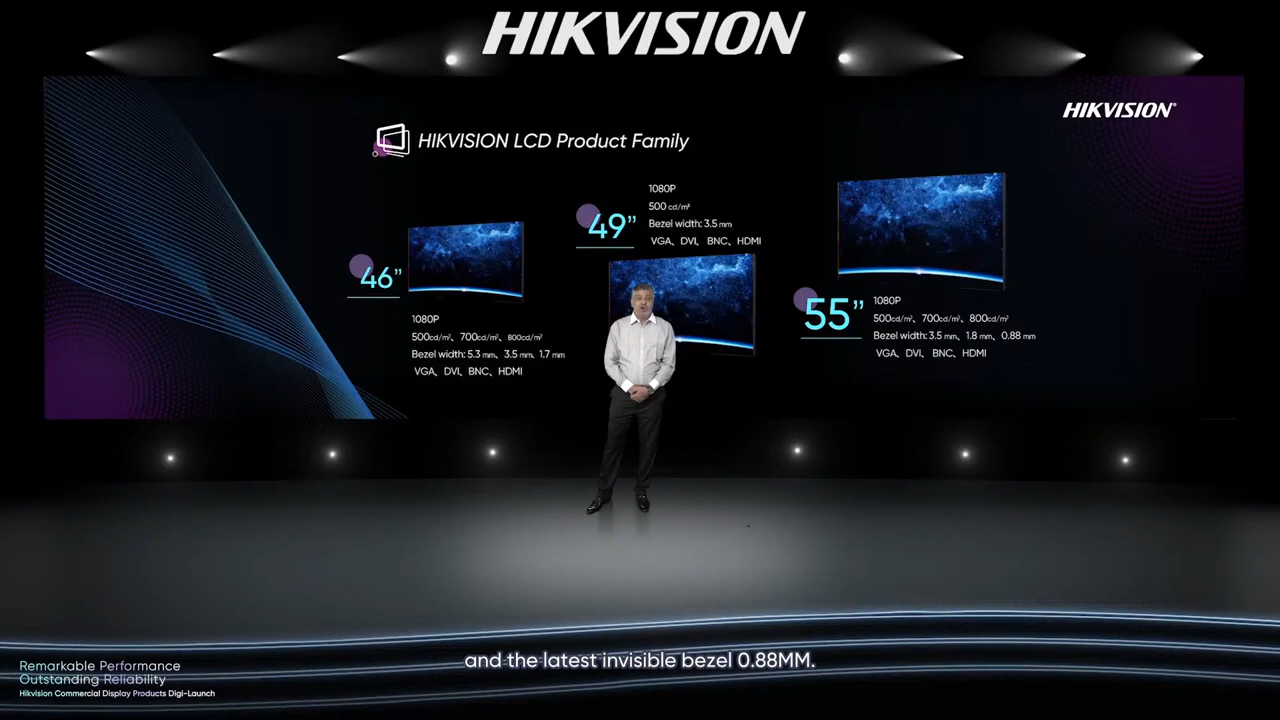 HIKVISION
HIKVISION®
HIKVISION LCD Product Family
46”
1080P
500cd/m²、700cd/m²、800cd/m²
Bezel width: 5.3 mm、3.5 mm、1.7 mm
VGA、DVI、BNC、HDMI
49”
1080P
500 cd/m²
Bezel width: 3.5 mm
VGA、DVI、BNC、HDMI
55”
1080P
500cd/m²、700cd/m²、800cd/m²
Bezel width: 3.5 mm、1.8 mm、0.88 mm
VGA、DVI、BNC、HDMI
and the latest invisible bezel 0.88MM.
Remarkable Performance
Outstanding Reliability
Hikvision Commercial Display Products Digi-Launch